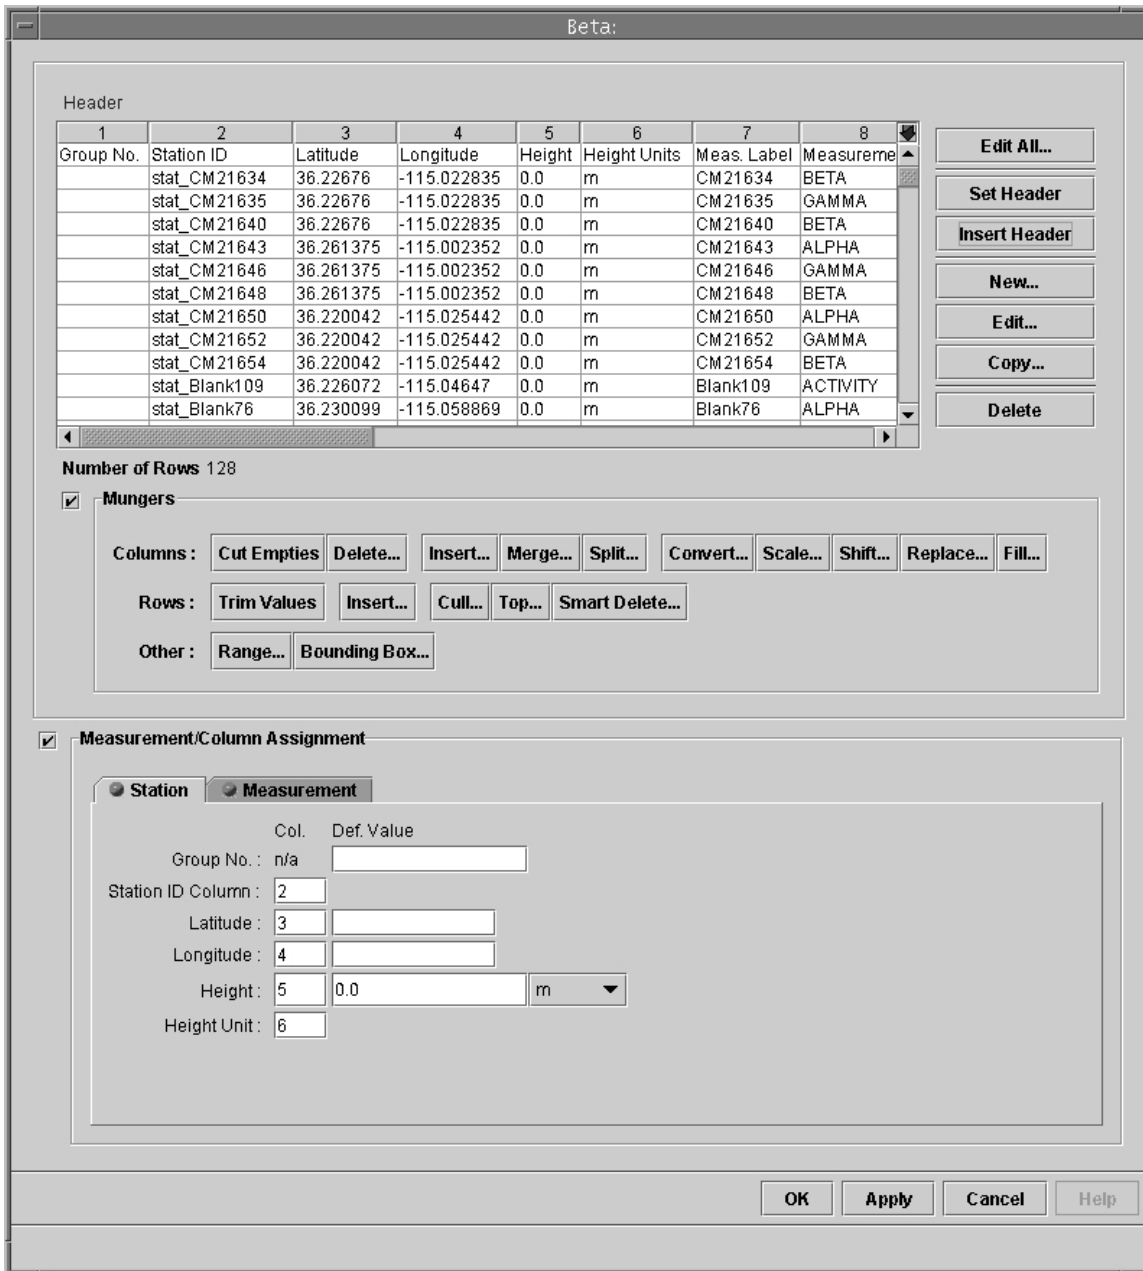 Beta:
Header
1 2 3 4 5 6 7 8
Group No. Station ID Latitude Longitude Height Height Units Meas. Label Measureme
stat_CM21634 36.22676 -115.022835 0.0 m CM21634 BETA
stat_CM21635 36.22676 -115.022835 0.0 m CM21635 GAMMA
stat_CM21640 36.22676 -115.022835 0.0 m CM21640 BETA
stat_CM21643 36.261375 -115.002352 0.0 m CM21643 ALPHA
stat_CM21646 36.261375 -115.002352 0.0 m CM21646 GAMMA
stat_CM21648 36.261375 -115.002352 0.0 m CM21648 BETA
stat_CM21650 36.220042 -115.025442 0.0 m CM21650 ALPHA
stat_CM21652 36.220042 -115.025442 0.0 m CM21652 GAMMA
stat_CM21654 36.220042 -115.025442 0.0 m CM21654 BETA
stat_Blank109 36.226072 -115.04647 0.0 m Blank109 ACTIVITY
stat_Blank76 36.230099 -115.058869 0.0 m Blank76 ALPHA
Edit All...
Set Header
Insert Header
New...
Edit...
Copy...
Delete
Number of Rows 128
Mungers
Columns : Cut Empties Delete... Insert... Merge... Split... Convert... Scale... Shift... Replace... Fill...
Rows : Trim Values Insert... Cull... Top... Smart Delete...
Other : Range... Bounding Box...
Measurement/Column Assignment
Station Measurement
Col. Def. Value
Group No. : n/a
Station ID Column : 2
Latitude : 3
Longitude : 4
Height : 5 0.0 m
Height Unit : 6
OK Apply Cancel Help